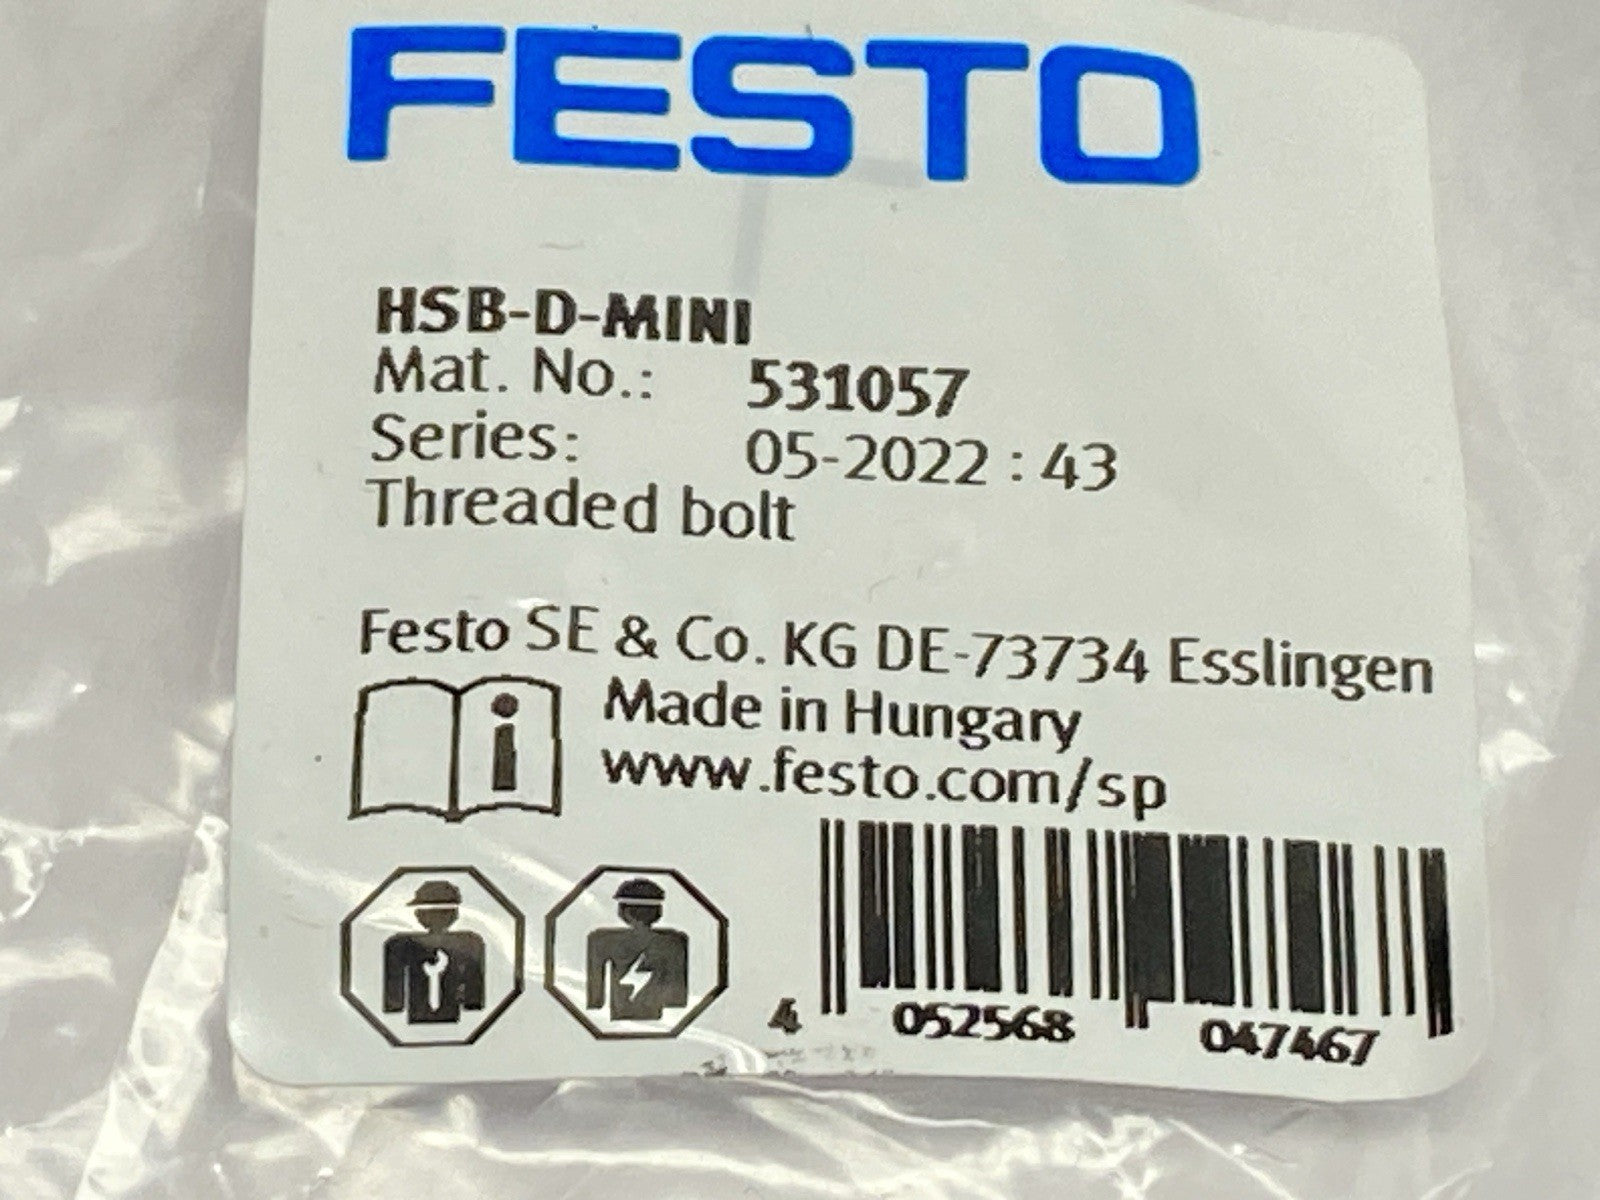 FESTO
HSB-D-MINI
Mat. No.: 531057
Series: 05-2022 : 43
Threaded bolt
Festo SE & Co. KG DE-73734 Esslingen
Made in Hungary
www.festo.com/sp
4 052568 047467